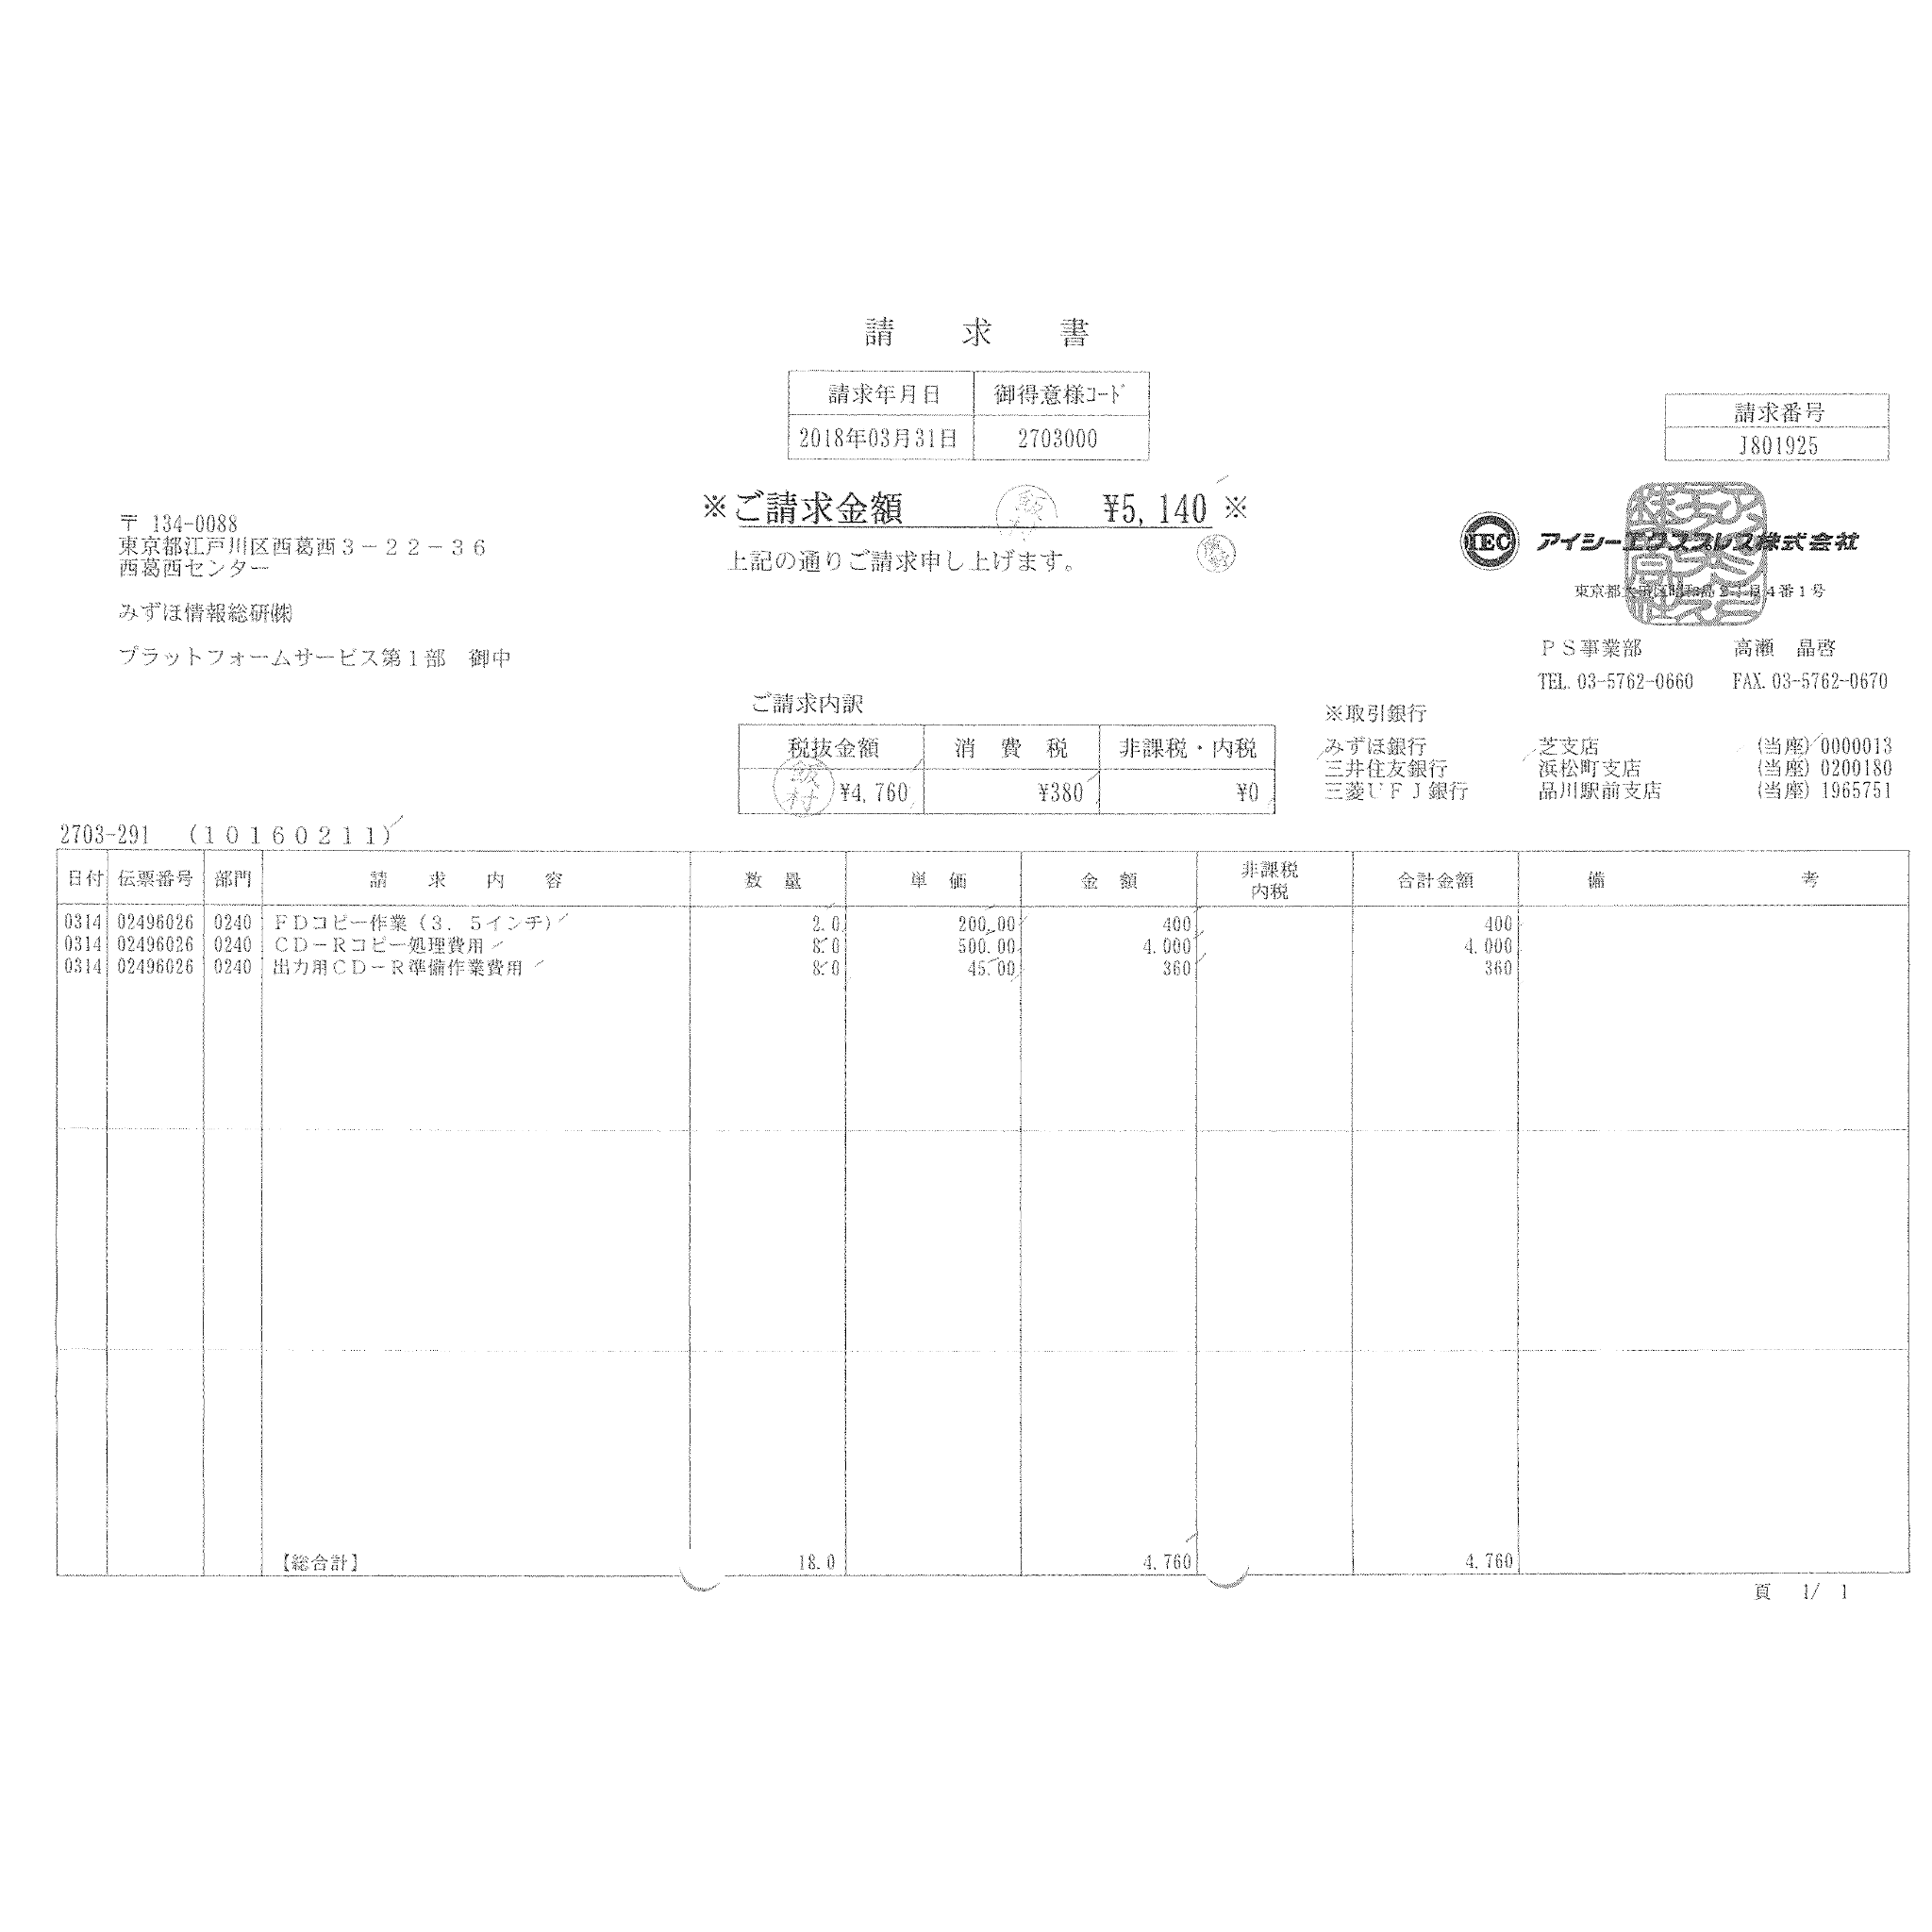 請求書
請求年月日 御得意様ｺｰﾄﾞ
2018年03月31日 2703000
請求番号
J801925
※ご請求金額 ¥5,140 ※
上記の通りご請求申し上げます。
〒 134-0088
東京都江戸川区西葛西３－２２－３６
西葛西センター
みずほ情報総研㈱
プラットフォームサービス第１部 御中
IEC アイシーエクスプレス株式会社
東京都大田区昭和島２丁目４番１号
ＰＳ事業部 高瀬 晶啓
TEL. 03-5762-0660 FAX. 03-5762-0670
※取引銀行
みずほ銀行 芝支店 (当座) 0000013
三井住友銀行 浜松町支店 (当座) 0200180
三菱ＵＦＪ銀行 品川駅前支店 (当座) 1965751
ご請求内訳
税抜金額 消費税 非課税・内税
飯村
¥4,760 ¥380 ¥0
2703-291 (１０１６０２１１)
日付 伝票番号 部門 請求内容 数量 単価 金額 非課税内税 合計金額 備考
0314 02496026 0240 ＦＤコピー作業（３．５インチ） 2.0 200.00 400 400
0314 02496026 0240 ＣＤ－Ｒコピー処理費用 8.0 500.00 4.000 4.000
0314 02496026 0240 出力用ＣＤ－Ｒ準備作業費用 8.0 45.00 360 360
【総合計】 18.0 4.760 4.760
頁 1/ 1